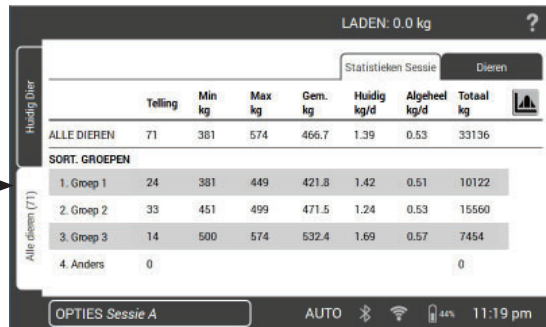 LADEN: 0.0 kg ?
Statistieken Sessie Dieren
Huidig Dier
Telling Min kg Max kg Gem. kg Huidig kg/d Algeheel kg/d Totaal kg
ALLE DIEREN 71 381 574 466.7 1.39 0.53 33136
SORT. GROEPEN
1. Groep 1 24 381 449 421.8 1.42 0.51 10122
2. Groep 2 33 451 499 471.5 1.24 0.53 15560
3. Groep 3 14 500 574 532.4 1.69 0.57 7454
4. Anders 0 0
Alle dieren (71)
OPTIES Sessie A AUTO 44% 11:19 pm